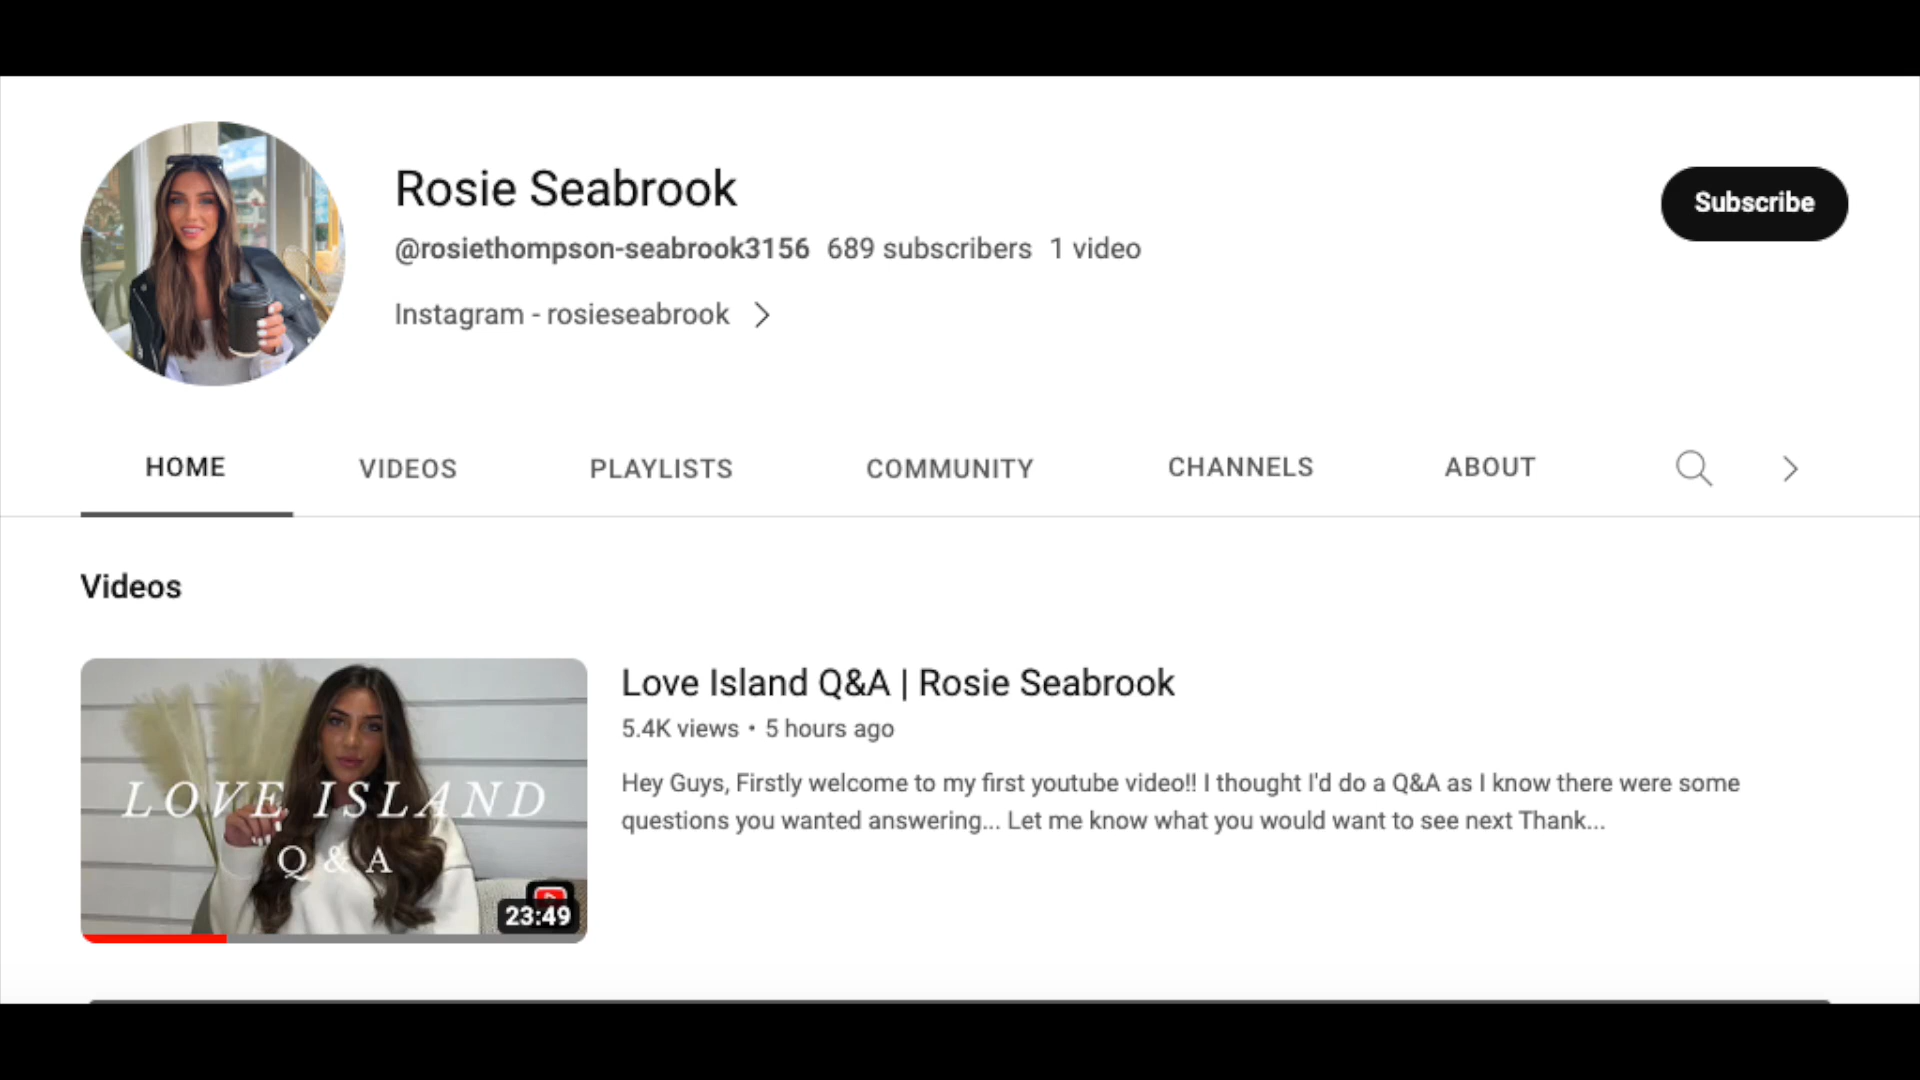 Rosie Seabrook
Subscribe
@rosiethompson-seabrook3156 689 subscribers 1 video
Instagram - rosieseabrook
HOME VIDEOS PLAYLISTS COMMUNITY CHANNELS ABOUT
Videos
LOVE ISLAND
Q & A
23:49
Love Island Q&A | Rosie Seabrook
5.4K views • 5 hours ago
Hey Guys, Firstly welcome to my first youtube video!! I thought I'd do a Q&A as I know there were some
questions you wanted answering... Let me know what you would want to see next Thank...